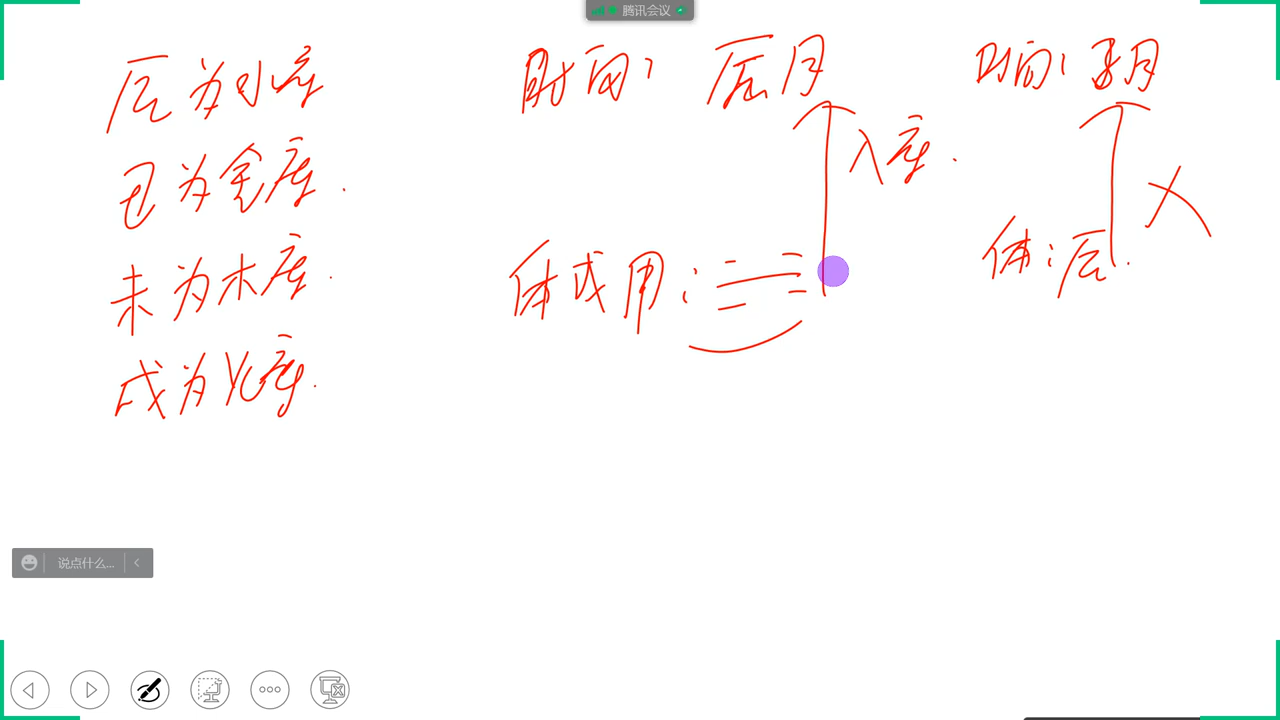 腾讯会议
辰为水库
丑为金库.
未为木库.
戌为火库.
时间: 辰月
入库.
体或用:
时间: 子月
体: 辰.
说点什么...